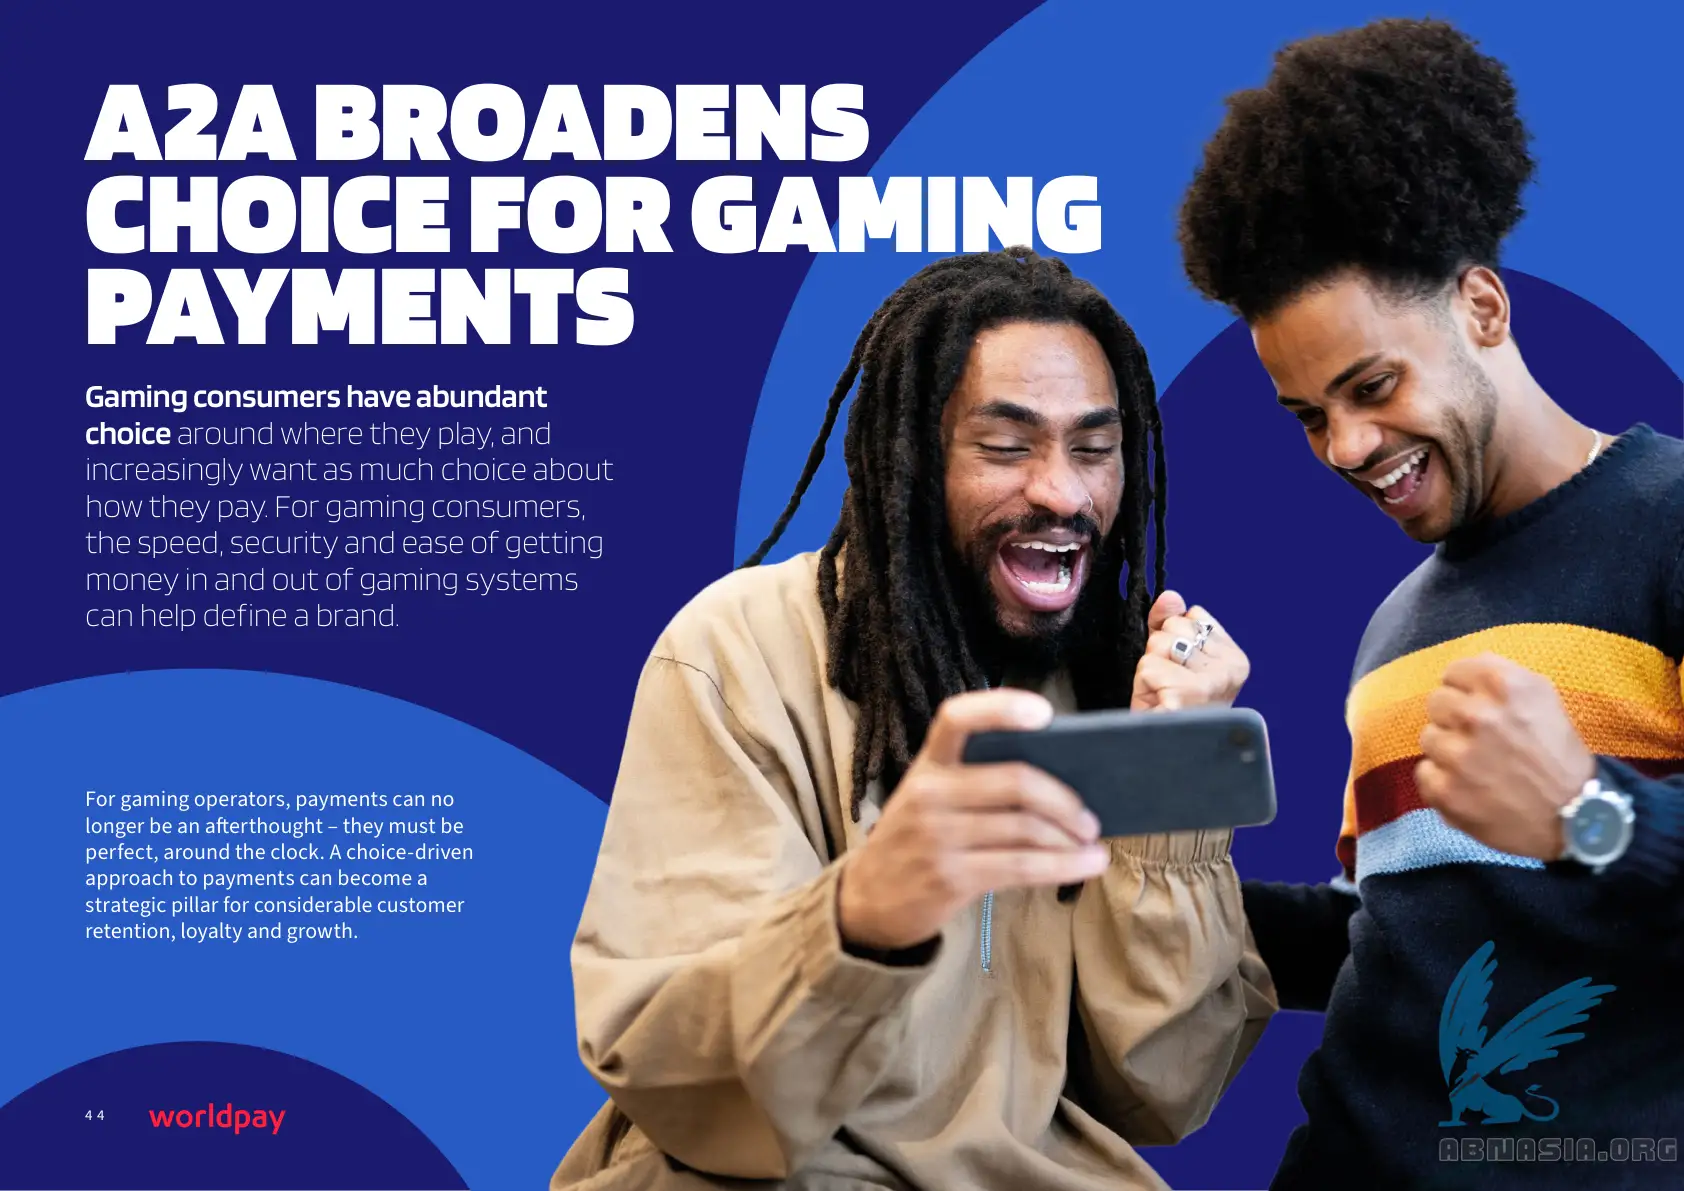 A2A BROADENS
CHOICE FOR GAMING
PAYMENTS
Gaming consumers have abundant
choice around where they play, and
increasingly want as much choice about
how they pay. For gaming consumers,
the speed, security and ease of getting
money in and out of gaming systems
can help define a brand.
For gaming operators, payments can no
longer be an afterthought – they must be
perfect, around the clock. A choice-driven
approach to payments can become a
strategic pillar for considerable customer
retention, loyalty and growth.
44
worldpay
ABNASIA.ORG